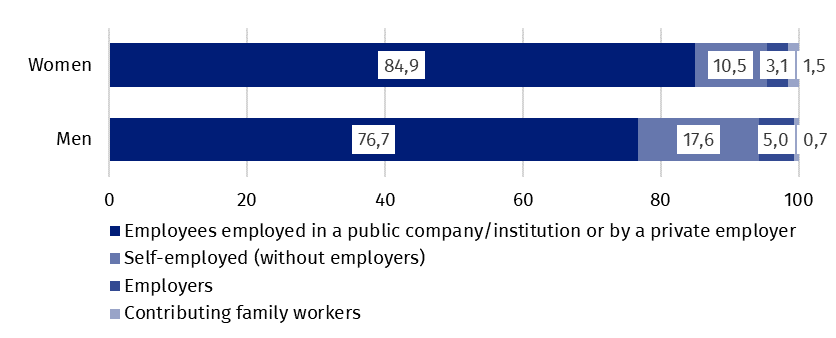 Women 84,9 10,5 3,1 1,5
Men 76,7 17,6 5,0 0,7
0 20 40 60 80 100
Employees employed in a public company/institution or by a private employer
Self-employed (without employers)
Employers
Contributing family workers